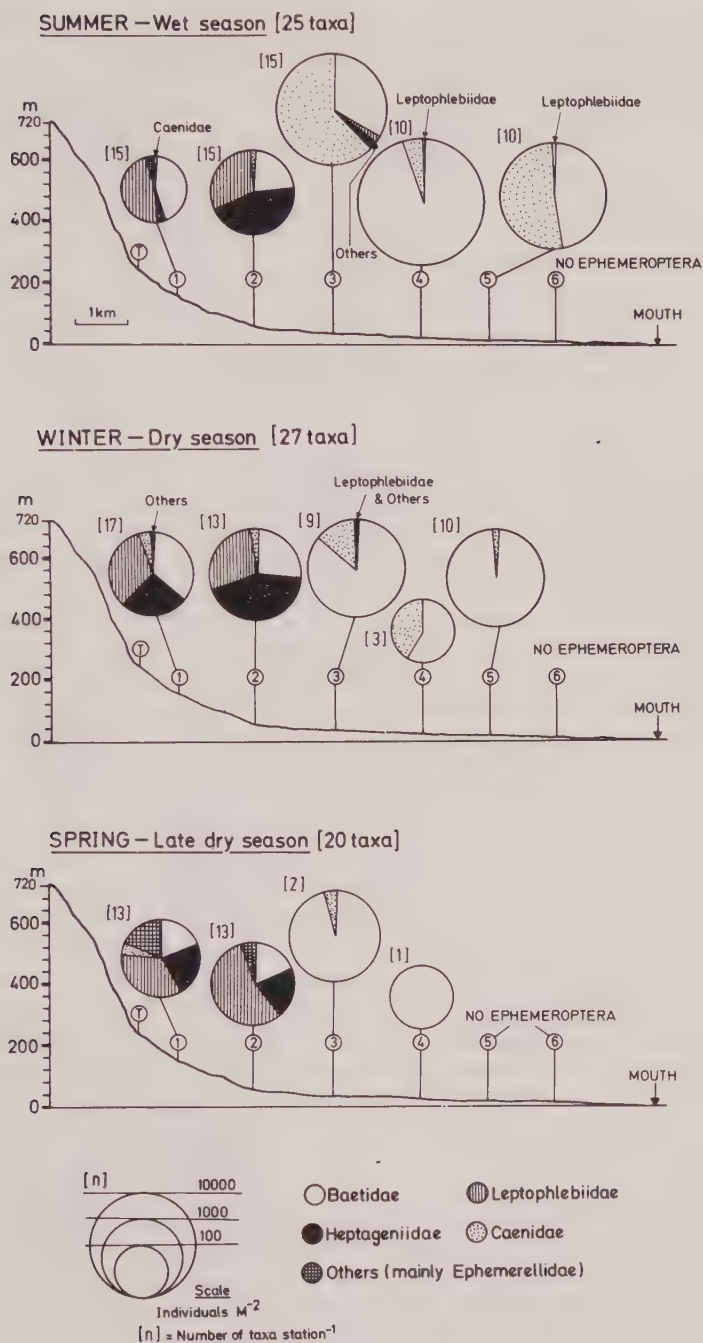 SUMMER — Wet season [25 taxa]
m
720
600
400
200
0
[15]
Caenidae
[15]
[15]
Others
[10]
Leptophlebiidae
[10]
Leptophlebiidae
NO EPHEMEROPTERA
T
1
2
3
4
5
6
1km
MOUTH
WINTER — Dry season [27 taxa]
m
720
600
400
200
0
[17]
Others
[13]
[9]
Leptophlebiidae
& Others
[3]
[10]
NO EPHEMEROPTERA
T
1
2
3
4
5
6
MOUTH
SPRING — Late dry season [20 taxa]
m
720
600
400
200
0
[13]
[13]
[2]
[1]
NO EPHEMEROPTERA
T
1
2
3
4
5
6
MOUTH
[n]
10000
1000
100
Scale
Individuals M⁻²
[n] = Number of taxa station⁻¹
Baetidae
Leptophlebiidae
Heptageniidae
Caenidae
Others (mainly Ephemerellidae)